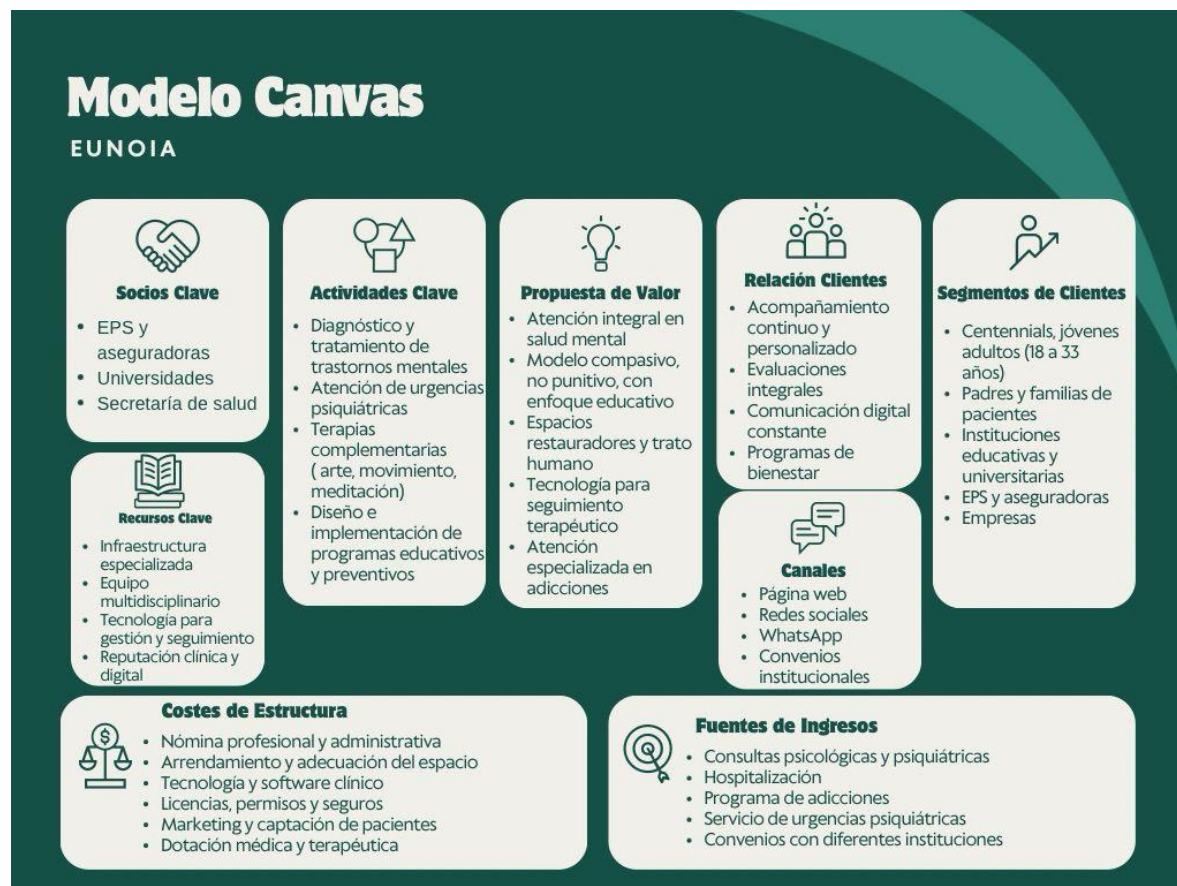 Modelo Canvas
EUNOIA
Socios Clave
• EPS y
aseguradoras
• Universidades
• Secretaría de salud
Recursos Clave
• Infraestructura
especializada
• Equipo
multidisciplinario
• Tecnología para
gestión y seguimiento
• Reputación clínica y
digital
Actividades Clave
• Diagnóstico y
tratamiento de
trastornos mentales
• Atención de urgencias
psiquiátricas
• Terapias
complementarias
( arte, movimiento,
meditación)
• Diseño e
implementación de
programas educativos
y preventivos
Propuesta de Valor
• Atención integral en
salud mental
• Modelo compasivo,
no punitivo, con
enfoque educativo
• Espacios
restauradores y trato
humano
• Tecnología para
seguimiento
terapéutico
• Atención
especializada en
adicciones
Relación Clientes
• Acompañamiento
continuo y
personalizado
• Evaluaciones
integrales
• Comunicación digital
constante
• Programas de
bienestar
Canales
• Página web
• Redes sociales
• WhatsApp
• Convenios
institucionales
Segmentos de Clientes
• Centennials, jóvenes
adultos (18 a 33
años)
• Padres y familias de
pacientes
• Instituciones
educativas y
universitarias
• EPS y aseguradoras
• Empresas
Costes de Estructura
$
• Nómina profesional y administrativa
• Arrendamiento y adecuación del espacio
• Tecnología y software clínico
• Licencias, permisos y seguros
• Marketing y captación de pacientes
• Dotación médica y terapéutica
Fuentes de Ingresos
• Consultas psicológicas y psiquiátricas
• Hospitalización
• Programa de adicciones
• Servicio de urgencias psiquiátricas
• Convenios con diferentes instituciones